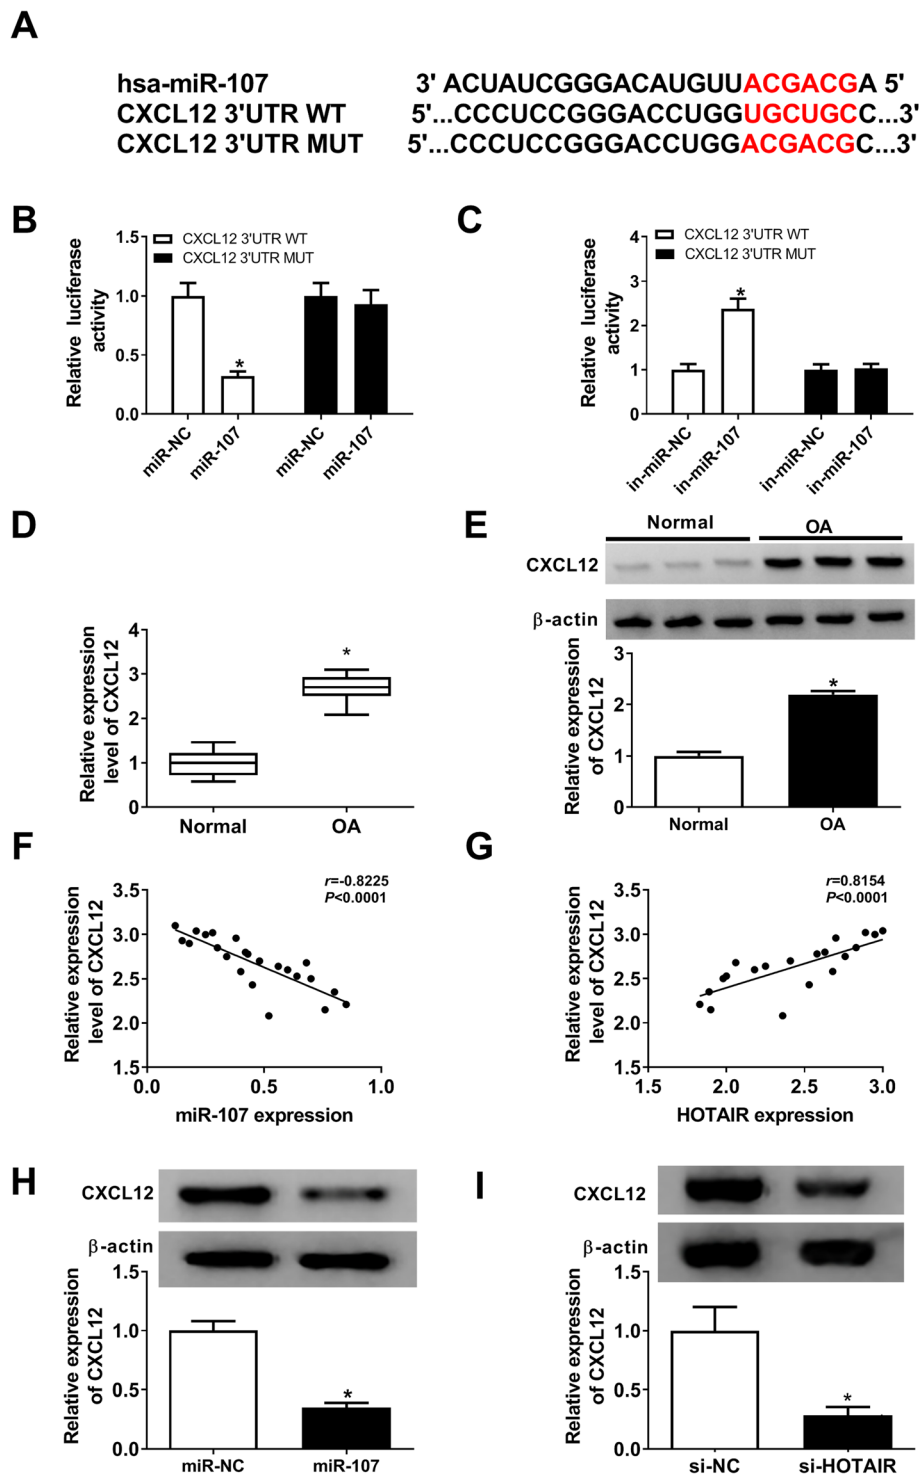 A
hsa-miR-107 3' ACUAUCGGGACAUGUUACGACGA 5'
CXCL12 3'UTR WT 5'...CCCUCCGGGACCUGGUGCUGCC...3'
CXCL12 3'UTR MUT 5'...CCCUCCGGGACCUGGACGACGC...3'
B
Relative luciferase
activity
1.5
1.0
0.5
0.0
CXCL12 3'UTR WT
CXCL12 3'UTR MUT
*
miR-NC
miR-107
miR-NC
miR-107
C
Relative luciferase
activity
4
3
2
1
0
CXCL12 3'UTR WT
CXCL12 3'UTR MUT
*
in-miR-NC
in-miR-107
in-miR-NC
in-miR-107
D
Relative expression
level of CXCL12
4
3
2
1
0
*
Normal
OA
E
Normal
OA
CXCL12
β-actin
Relative expression
of CXCL12
3
2
1
0
*
Normal
OA
F
Relative expression
level of CXCL12
3.5
3.0
2.5
2.0
1.5
r=-0.8225
P<0.0001
0.0
0.5
1.0
miR-107 expression
G
Relative expression
level of CXCL12
3.5
3.0
2.5
2.0
1.5
r=0.8154
P<0.0001
1.5
2.0
2.5
3.0
HOTAIR expression
H
CXCL12
β-actin
Relative expression
of CXCL12
1.5
1.0
0.5
0.0
*
miR-NC
miR-107
I
CXCL12
β-actin
Relative expression
of CXCL12
1.5
1.0
0.5
0.0
*
si-NC
si-HOTAIR